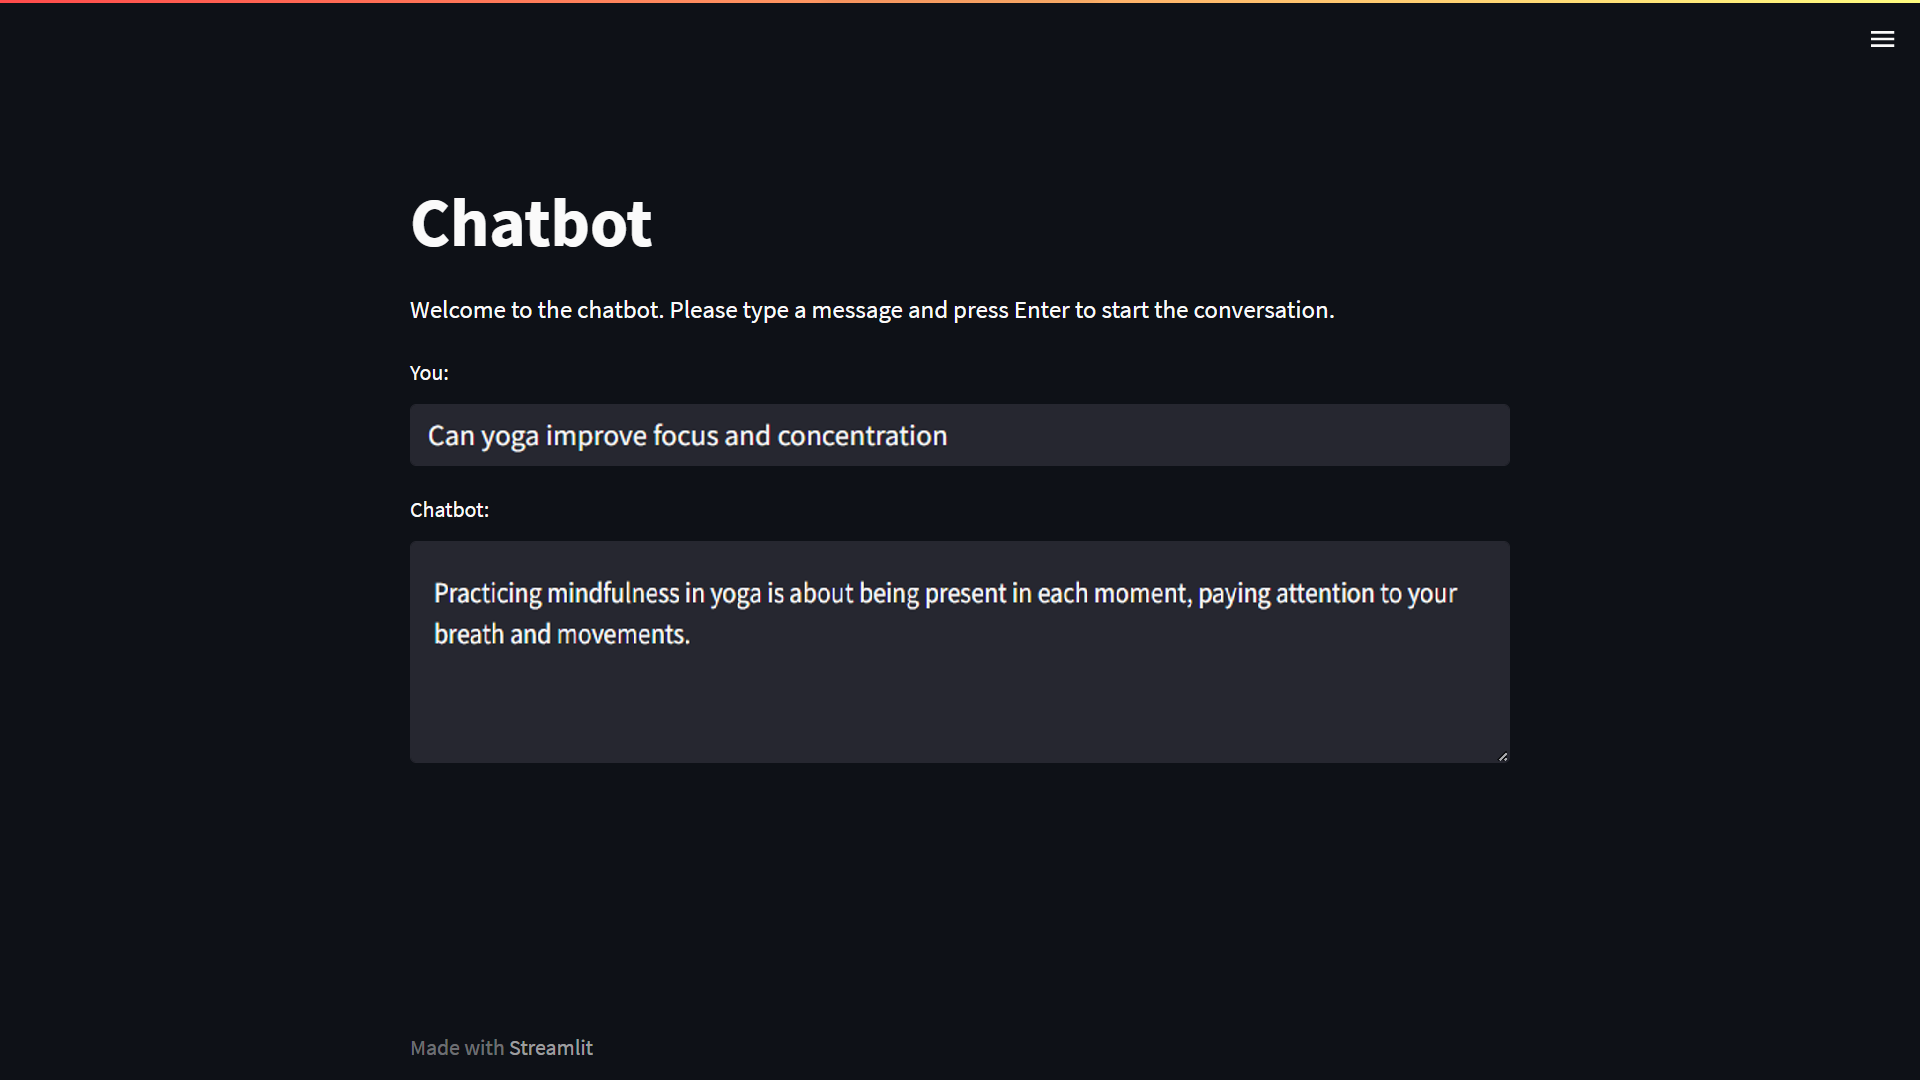 Chatbot
Welcome to the chatbot. Please type a message and press Enter to start the conversation.
You:
Can yoga improve focus and concentration
Chatbot:
Practicing mindfulness in yoga is about being present in each moment, paying attention to your
breath and movements.
Made with Streamlit